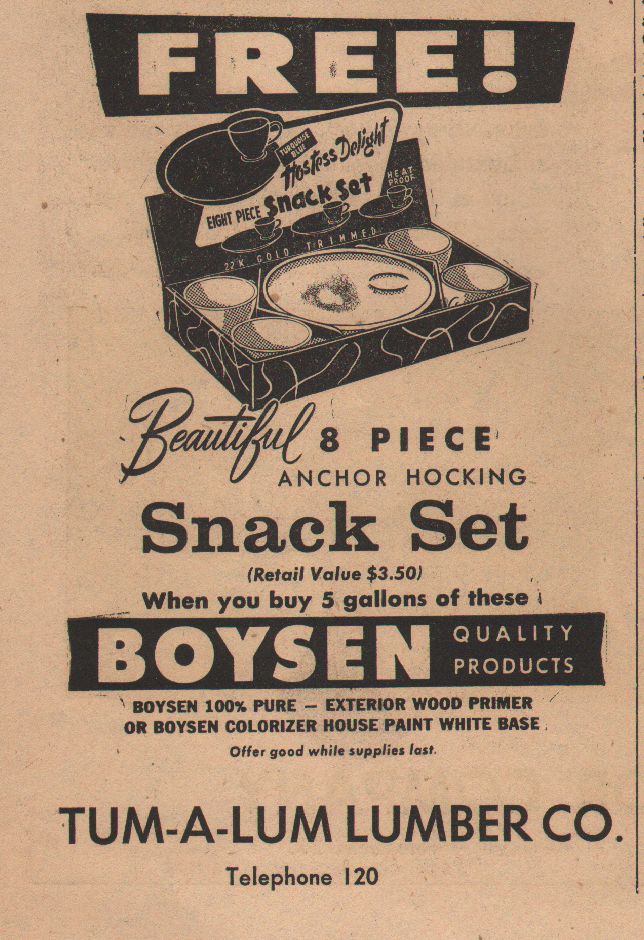 FREE!
TURQUOISE
BLUE
Hostess Delight
EIGHT PIECE Snack Set
HEAT
PROOF
22K GOLD TRIMMED
Beautiful 8 PIECE
ANCHOR HOCKING
Snack Set
(Retail Value $3.50)
When you buy 5 gallons of these
BOYSEN QUALITY
PRODUCTS
BOYSEN 100% PURE — EXTERIOR WOOD PRIMER
OR BOYSEN COLORIZER HOUSE PAINT WHITE BASE.
Offer good while supplies last.
TUM-A-LUM LUMBER CO.
Telephone 120